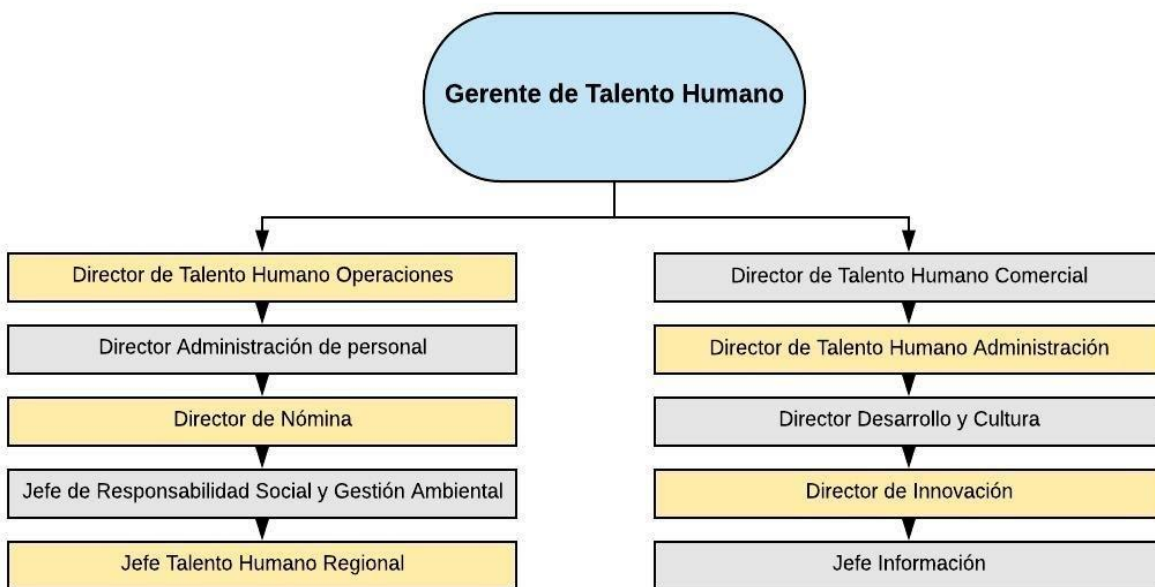 Gerente de Talento Humano
Director de Talento Humano Operaciones
Director Administración de personal
Director de Nómina
Jefe de Responsabilidad Social y Gestión Ambiental
Jefe Talento Humano Regional
Director de Talento Humano Comercial
Director de Talento Humano Administración
Director Desarrollo y Cultura
Director de Innovación
Jefe Información